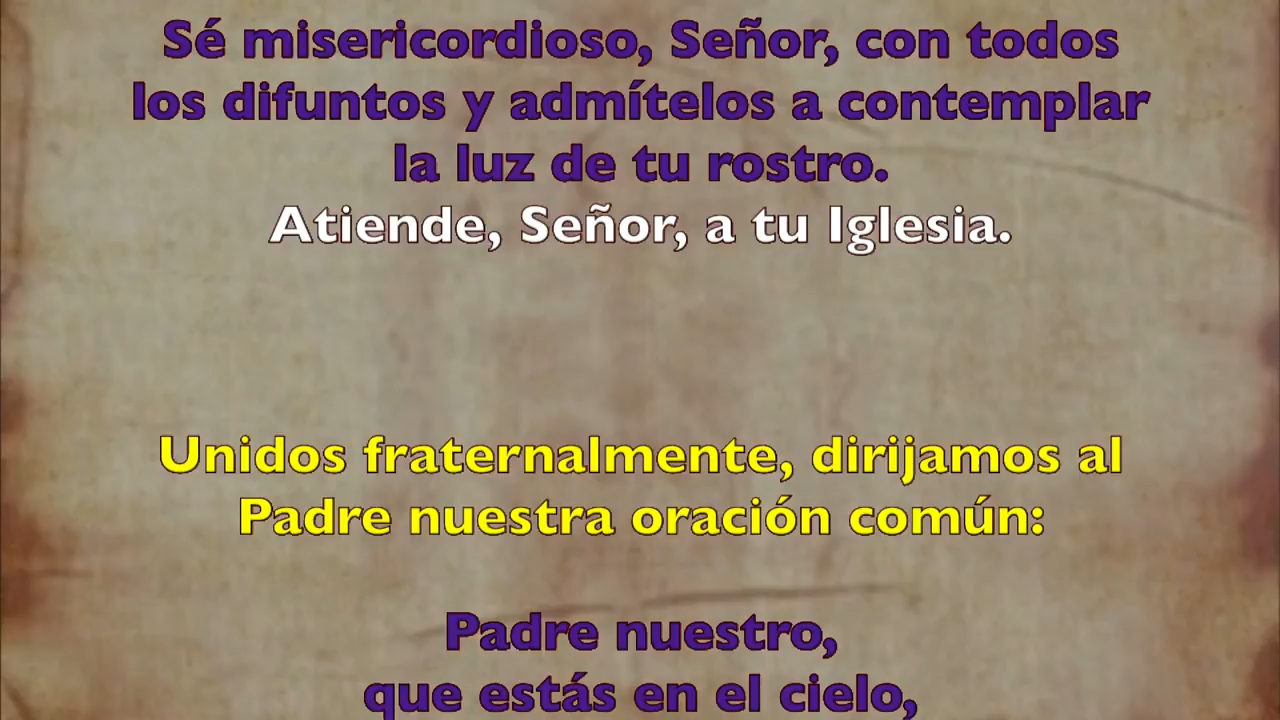 Sé misericordioso, Señor, con todos
los difuntos y admítelos a contemplar
la luz de tu rostro.
Atiende, Señor, a tu Iglesia.
Unidos fraternalmente, dirijamos al
Padre nuestra oración común:
Padre nuestro,
que estás en el cielo,